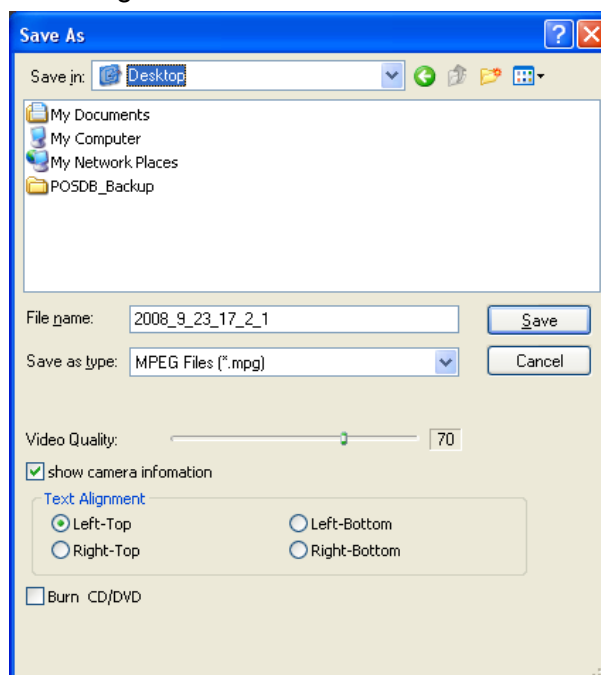 Save As
Save in: Desktop
My Documents
My Computer
My Network Places
POSDB_Backup
File name: 2008_9_23_17_2_1 Save
Save as type: MPEG Files (*.mpg) Cancel
Video Quality: 70
show camera infomation
Text Alignment
Left-Top Left-Bottom
Right-Top Right-Bottom
Burn CD/DVD